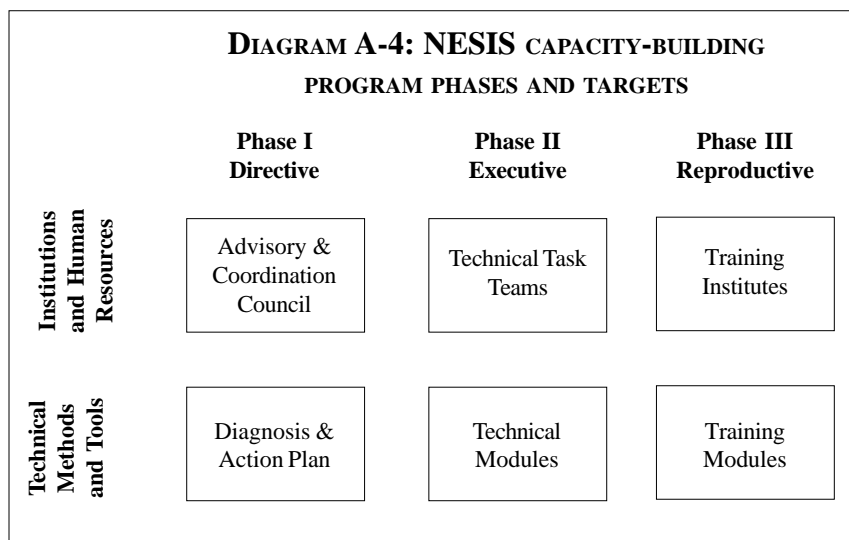 DIAGRAM A-4: NESIS CAPACITY-BUILDING
PROGRAM PHASES AND TARGETS
Phase I
Directive
Phase II
Executive
Phase III
Reproductive
Institutions
and Human
Resources
Advisory &
Coordination
Council
Technical Task
Teams
Training
Institutes
Technical
Methods
and Tools
Diagnosis &
Action Plan
Technical
Modules
Training
Modules